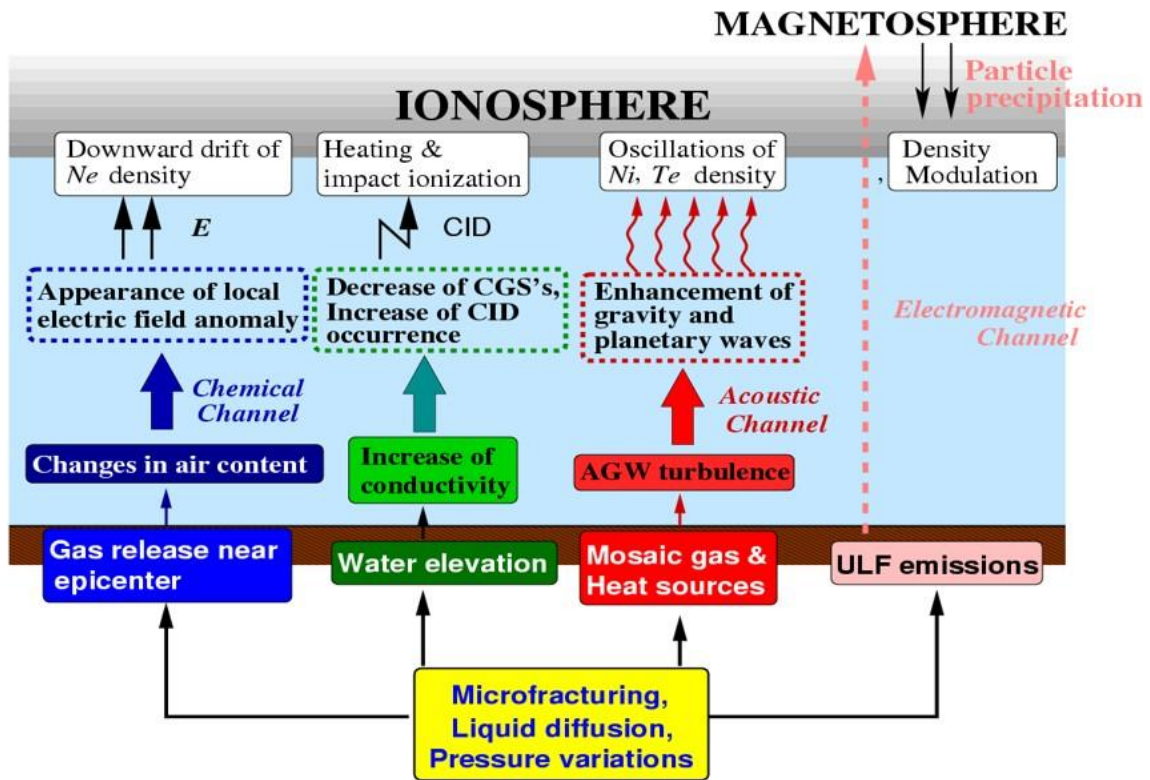 MAGNETOSPHERE
Particle
precipitation
IONOSPHERE
Downward drift of
Ne density
Heating &
impact ionization
Oscillations of
Ni, Te density
,
Density
Modulation
E
CID
Appearance of local
electric field anomaly
Decrease of CGS's,
Increase of CID
occurrence
Enhancement of
gravity and
planetary waves
Electromagnetic
Channel
Chemical
Channel
Acoustic
Channel
Changes in air content
Increase of
conductivity
AGW turbulence
Gas release near
epicenter
Water elevation
Mosaic gas &
Heat sources
ULF emissions
Microfracturing,
Liquid diffusion,
Pressure variations